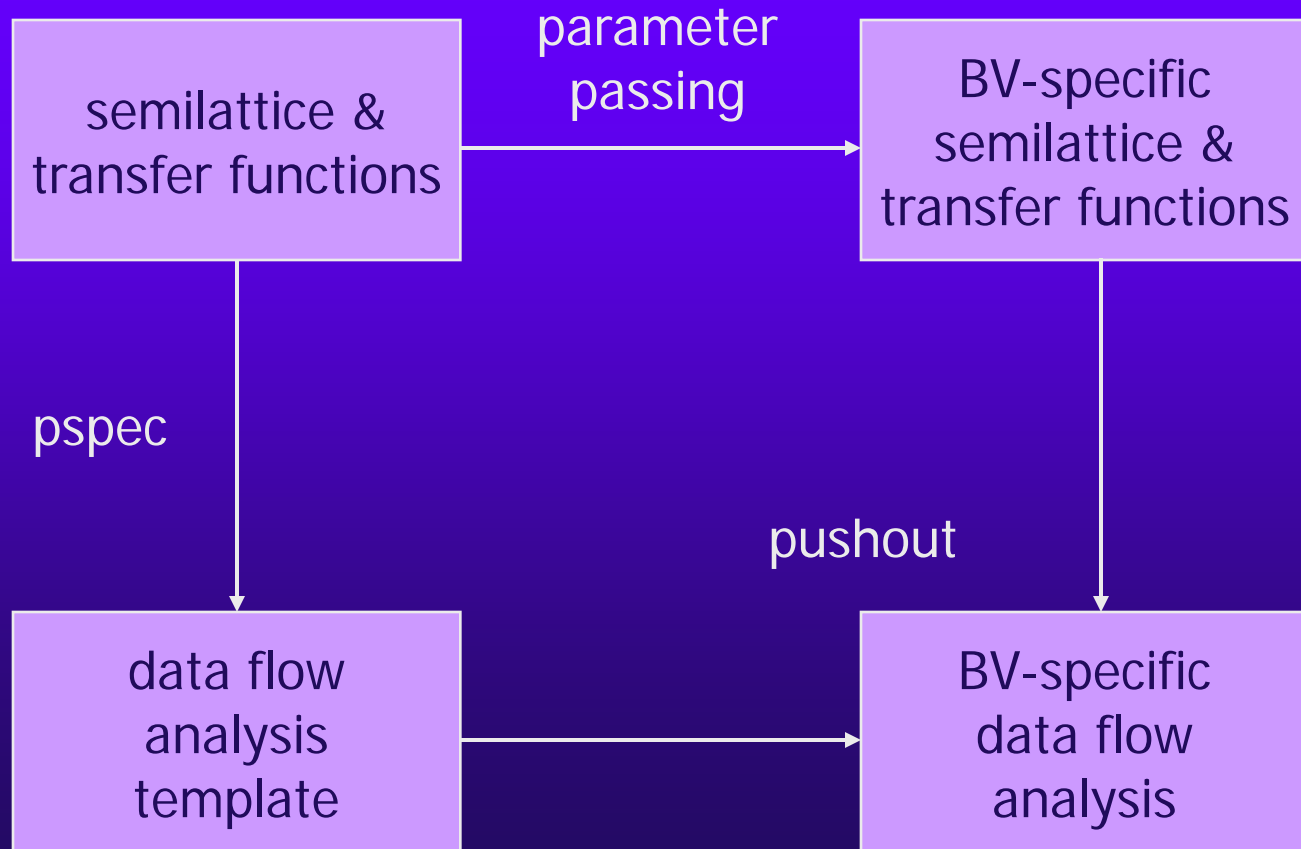 parameter
passing
semilattice &
transfer functions
BV-specific
semilattice &
transfer functions
pspec
pushout
data flow
analysis
template
BV-specific
data flow
analysis